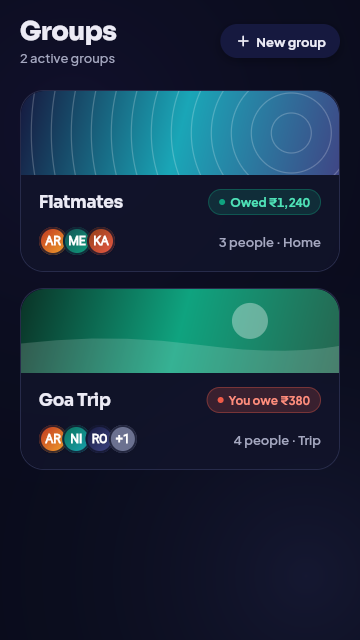 Groups
2 active groups
+ New group
Flatmates
Owed ₹1,240
AR ME KA
3 people · Home
Goa Trip
You owe ₹380
AR NI RO +1
4 people · Trip